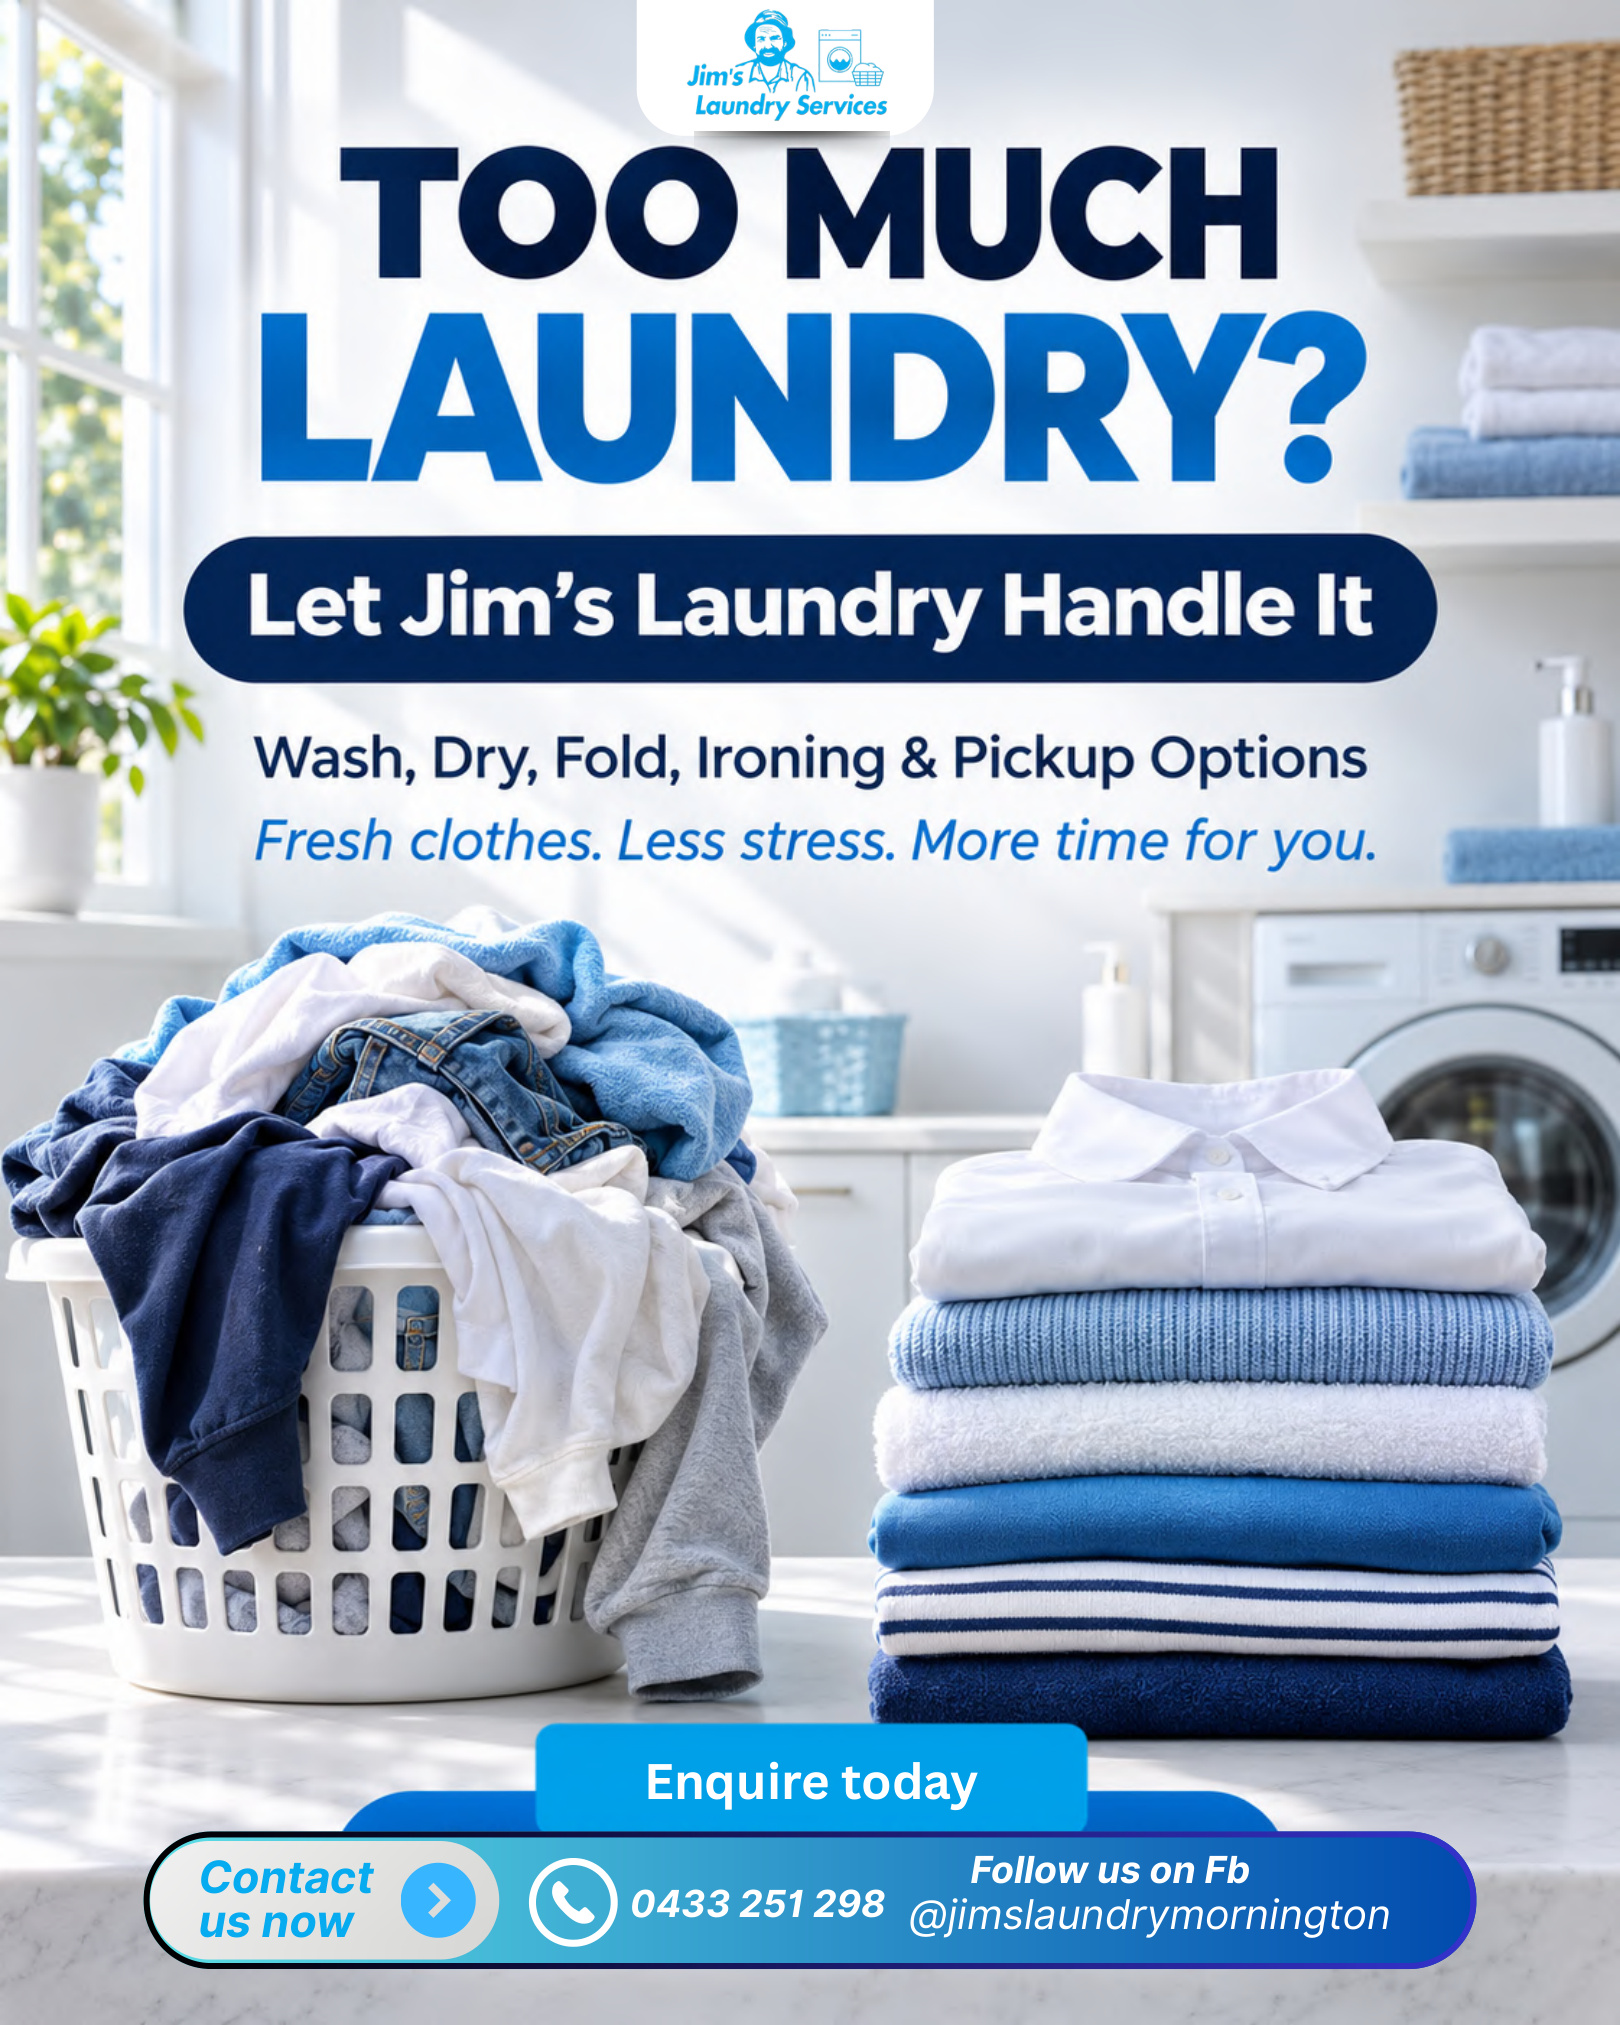 Jim's
Laundry Services
TOO MUCH
LAUNDRY?
Let Jim's Laundry Handle It
Wash, Dry, Fold, Ironing & Pickup Options
Fresh clothes. Less stress. More time for you.
Enquire today
Contact
us now
0433 251 298
Follow us on Fb
@jimslaundrymornington